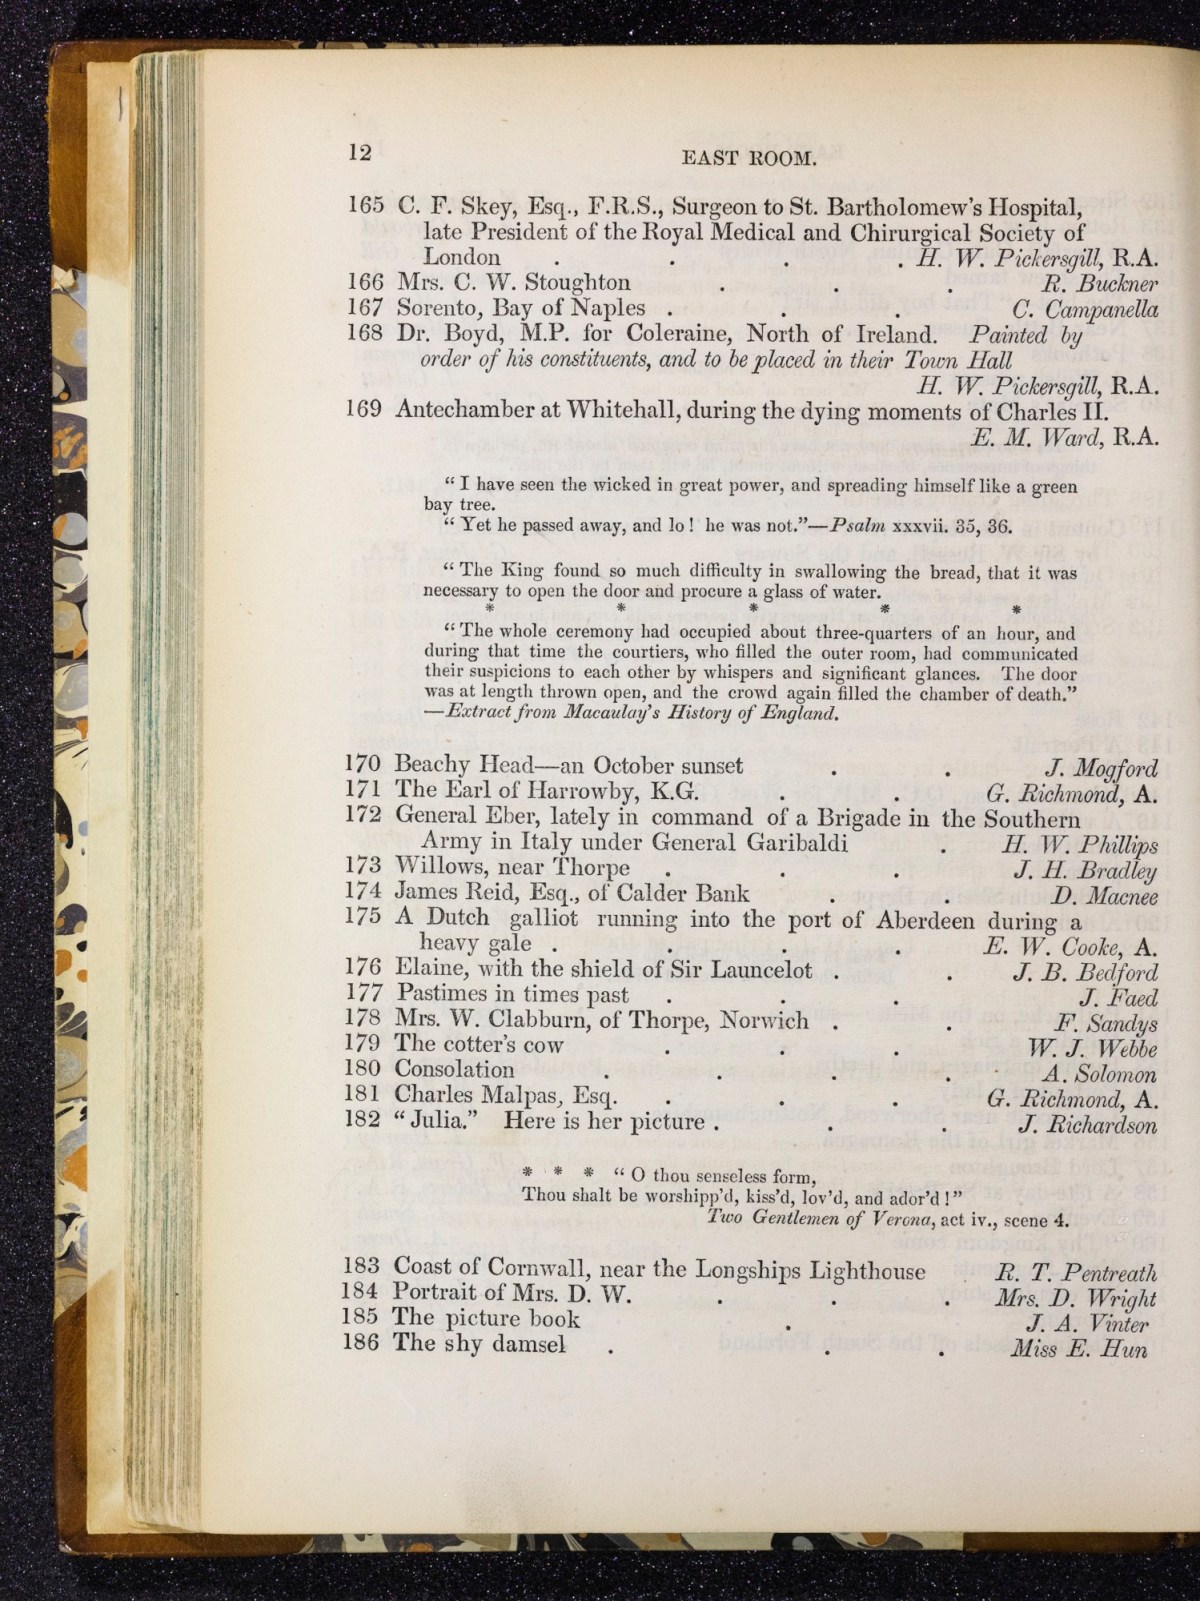 12
EAST ROOM.
165 C. F. Skey, Esq., F.R.S., Surgeon to St. Bartholomew's Hospital,
late President of the Royal Medical and Chirurgical Society of
London . . . . H. W. Pickersgill, R.A.
166 Mrs. C. W. Stoughton . . . R. Buckner
167 Sorento, Bay of Naples . . . C. Campanella
168 Dr. Boyd, M.P. for Coleraine, North of Ireland. Painted by
order of his constituents, and to be placed in their Town Hall
H. W. Pickersgill, R.A.
169 Antechamber at Whitehall, during the dying moments of Charles II.
E. M. Ward, R.A.
“ I have seen the wicked in great power, and spreading himself like a green
bay tree.
“ Yet he passed away, and lo ! he was not.”—Psalm xxxvii. 35, 36.
“ The King found so much difficulty in swallowing the bread, that it was
necessary to open the door and procure a glass of water.
* * * * *
“ The whole ceremony had occupied about three-quarters of an hour, and
during that time the courtiers, who filled the outer room, had communicated
their suspicions to each other by whispers and significant glances. The door
was at length thrown open, and the crowd again filled the chamber of death.”
—Extract from Macaulay's History of England.
170 Beachy Head—an October sunset . . J. Mogford
171 The Earl of Harrowby, K.G. . . G. Richmond, A.
172 General Eber, lately in command of a Brigade in the Southern
Army in Italy under General Garibaldi . H. W. Phillips
173 Willows, near Thorpe . . . J. H. Bradley
174 James Reid, Esq., of Calder Bank . . D. Macnee
175 A Dutch galliot running into the port of Aberdeen during a
heavy gale . . . . E. W. Cooke, A.
176 Elaine, with the shield of Sir Launcelot . . J. B. Bedford
177 Pastimes in times past . . . J. Faed
178 Mrs. W. Clabburn, of Thorpe, Norwich . . F. Sandys
179 The cotter's cow . . . W. J. Webbe
180 Consolation . . . . A. Solomon
181 Charles Malpas, Esq. . . . G. Richmond, A.
182 “ Julia.” Here is her picture . . . J. Richardson
* * * “ O thou senseless form,
Thou shalt be worshipp'd, kiss'd, lov'd, and ador'd !”
Two Gentlemen of Verona, act iv., scene 4.
183 Coast of Cornwall, near the Longships Lighthouse . R. T. Pentreath
184 Portrait of Mrs. D. W. . . . Mrs. D. Wright
185 The picture book . J. A. Vinter
186 The shy damsel . . . Miss E. Hun